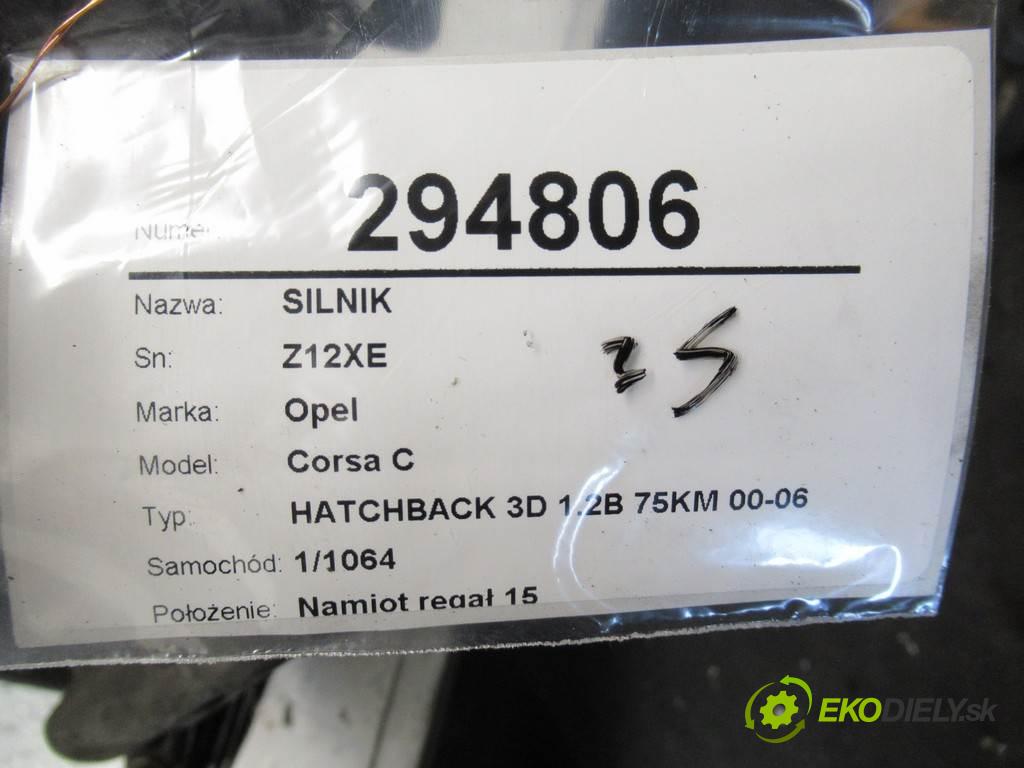 Numer: 294806
Nazwa: SILNIK
Sn: Z12XE
Marka: Opel
Model: Corsa C
Typ: HATCHBACK 3D 1.2B 75KM 00-06
Samochód: 1/1064
Położenie: Namiot regał 15
EKODIELY.sk